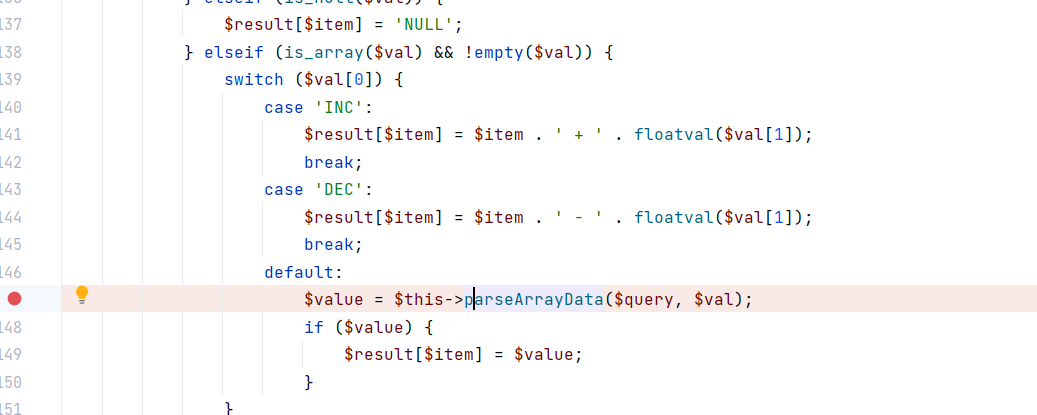 } elseif (is_null($val)) {
137 $result[$item] = 'NULL';
138 } elseif (is_array($val) && !empty($val)) {
139 switch ($val[0]) {
140 case 'INC':
141 $result[$item] = $item . ' + ' . floatval($val[1]);
142 break;
143 case 'DEC':
144 $result[$item] = $item . ' - ' . floatval($val[1]);
145 break;
146 default:
$value = $this->parseArrayData($query, $val);
148 if ($value) {
149 $result[$item] = $value;
150 }
151 }